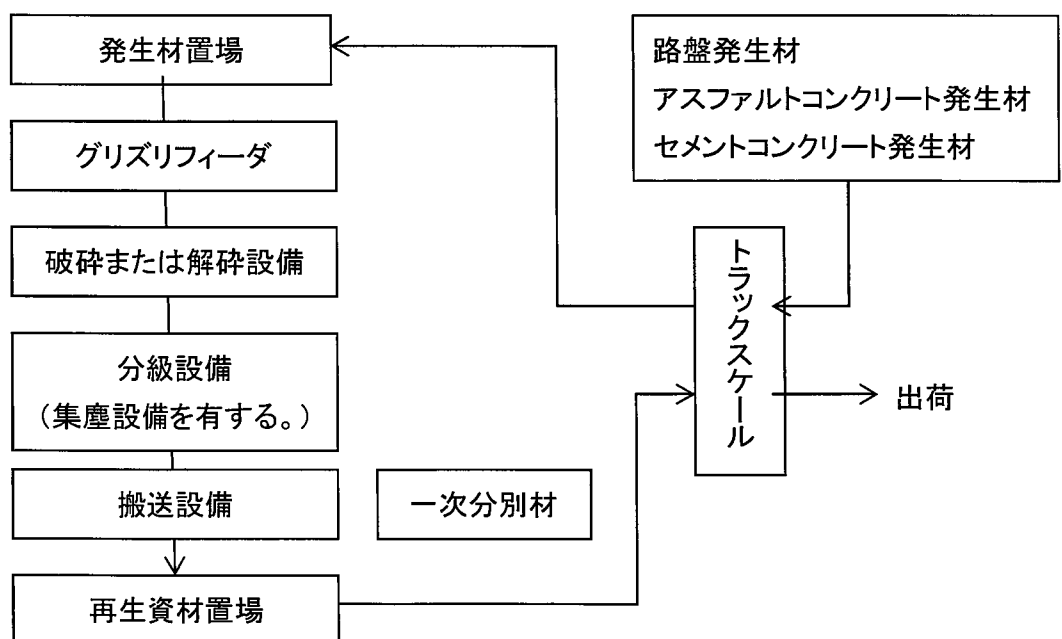 発生材置場
グリズリフィーダ
破砕または解砕設備
分級設備
（集塵設備を有する。）
搬送設備
再生資材置場
一次分別材
路盤発生材
アスファルトコンクリート発生材
セメントコンクリート発生材
トラックスケール
出荷